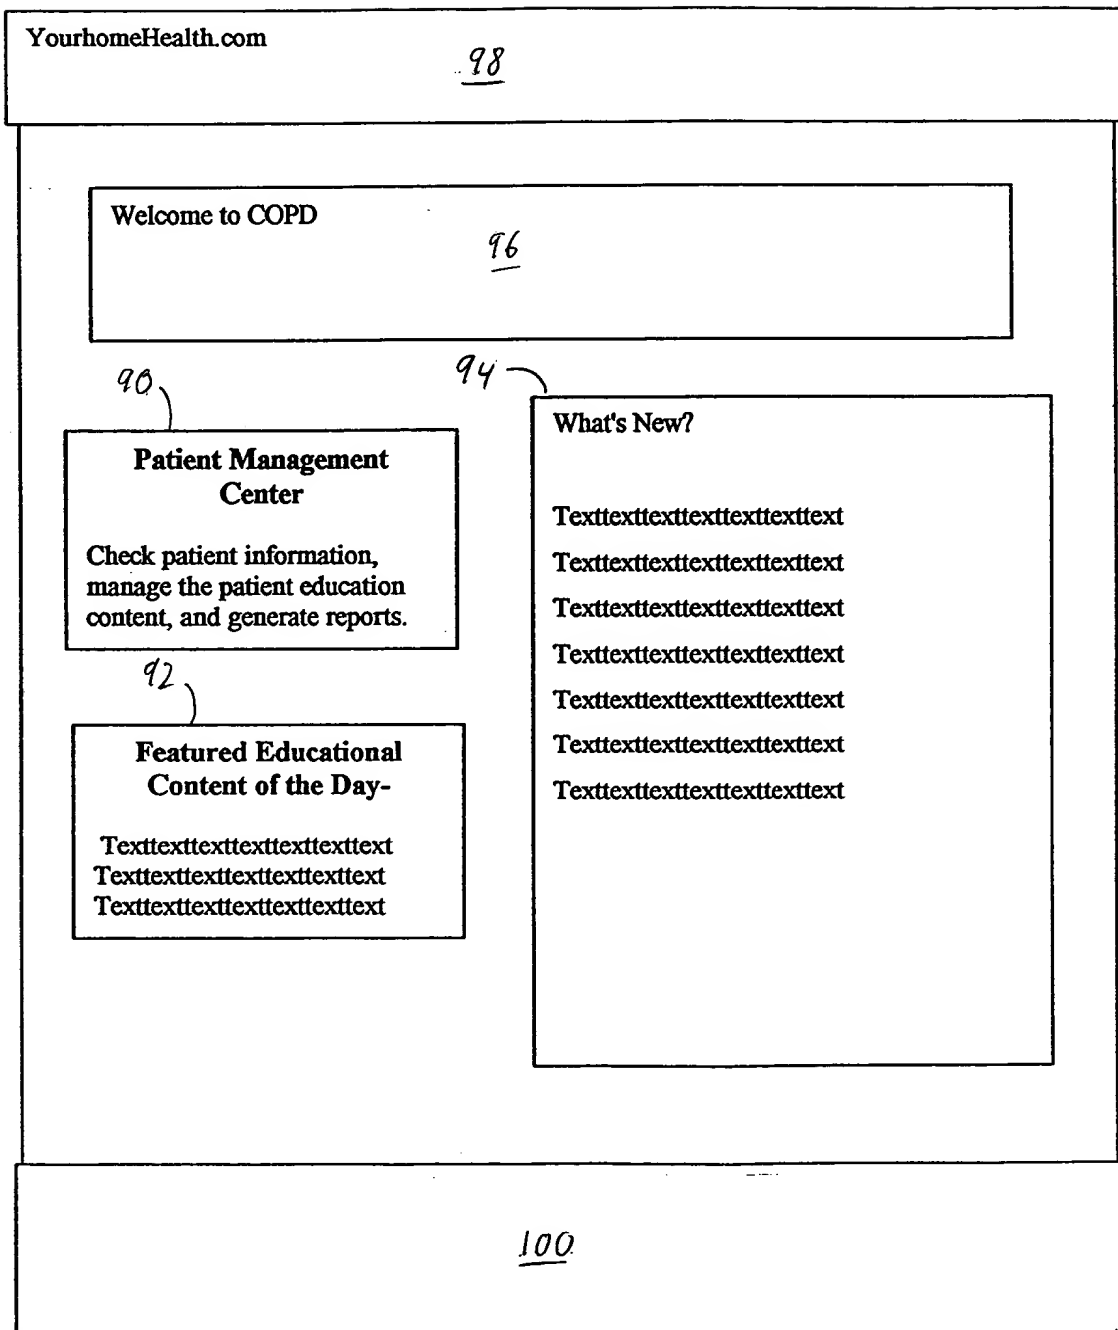 YourhomeHealth.com
98
Welcome to COPD
96
90
94
Patient Management
Center
Check patient information,
manage the patient education
content, and generate reports.
92
Featured Educational
Content of the Day-
Texttexttexttexttexttexttext
Texttexttexttexttexttexttext
Texttexttexttexttexttexttext
What's New?
Texttexttexttexttexttexttext
Texttexttexttexttexttexttext
Texttexttexttexttexttexttext
Texttexttexttexttexttexttext
Texttexttexttexttexttexttext
Texttexttexttexttexttexttext
Texttexttexttexttexttexttext
100